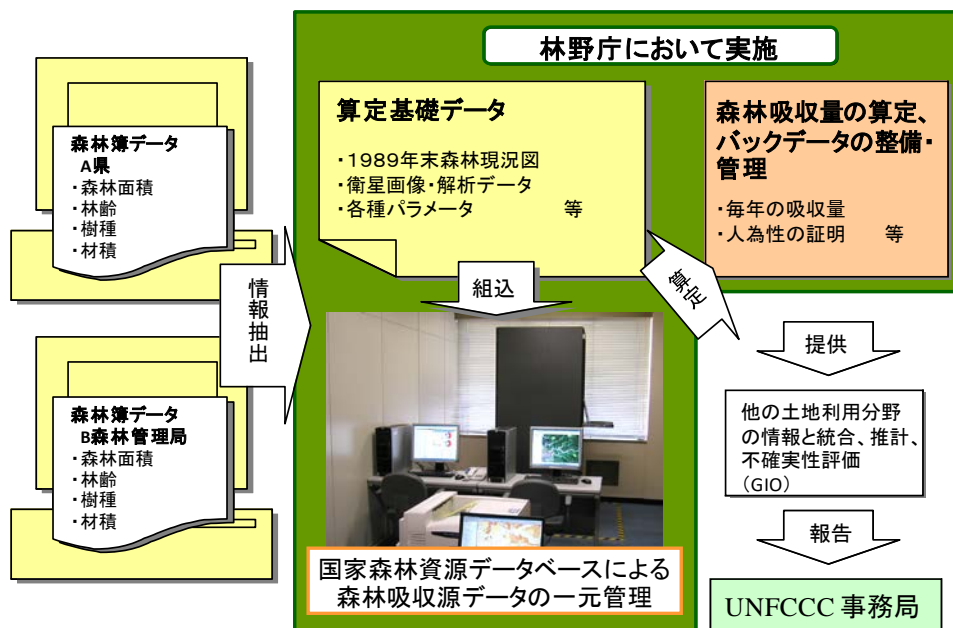 林野庁において実施
森林簿データ
A県
・森林面積
・林齢
・樹種
・材積
森林簿データ
B森林管理局
・森林面積
・林齢
・樹種
・材積
情報抽出
算定基礎データ
・1989年末森林現況図
・衛星画像・解析データ
・各種パラメータ 等
組込
国家森林資源データベースによる
森林吸収源データの一元管理
算定
森林吸収量の算定、
バックデータの整備・
管理
・毎年の吸収量
・人為性の証明 等
提供
他の土地利用分野
の情報と統合、推計、
不確実性評価
(GIO)
報告
UNFCCC 事務局